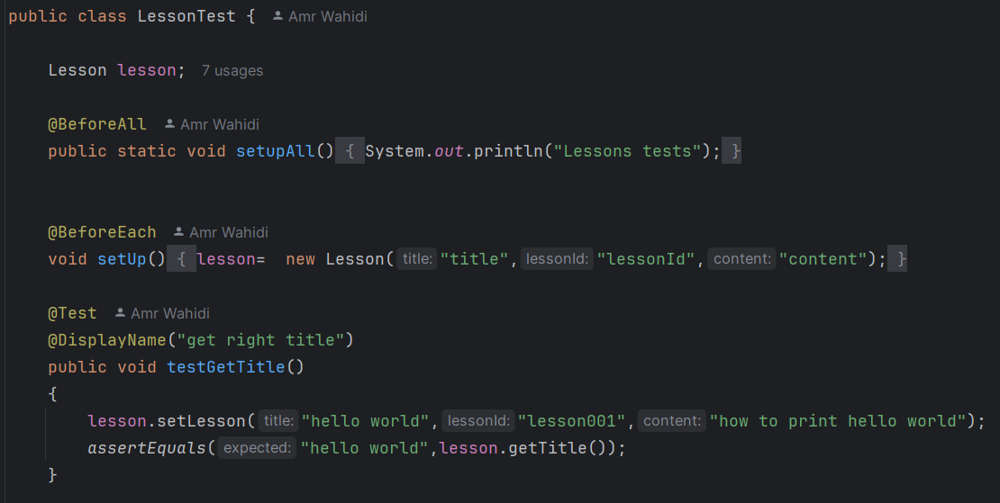 public class LessonTest { Amr Wahidi
Lesson lesson; 7 usages
@BeforeAll Amr Wahidi
public static void setupAll() { System.out.println("Lessons tests"); }
@BeforeEach Amr Wahidi
void setUp() { lesson= new Lesson( title: "title", lessonId: "lessonId", content: "content"); }
@Test Amr Wahidi
@DisplayName("get right title")
public void testGetTitle()
{
lesson.setLesson( title: "hello world", lessonId: "lesson001", content: "how to print hello world");
assertEquals( expected: "hello world",lesson.getTitle());
}